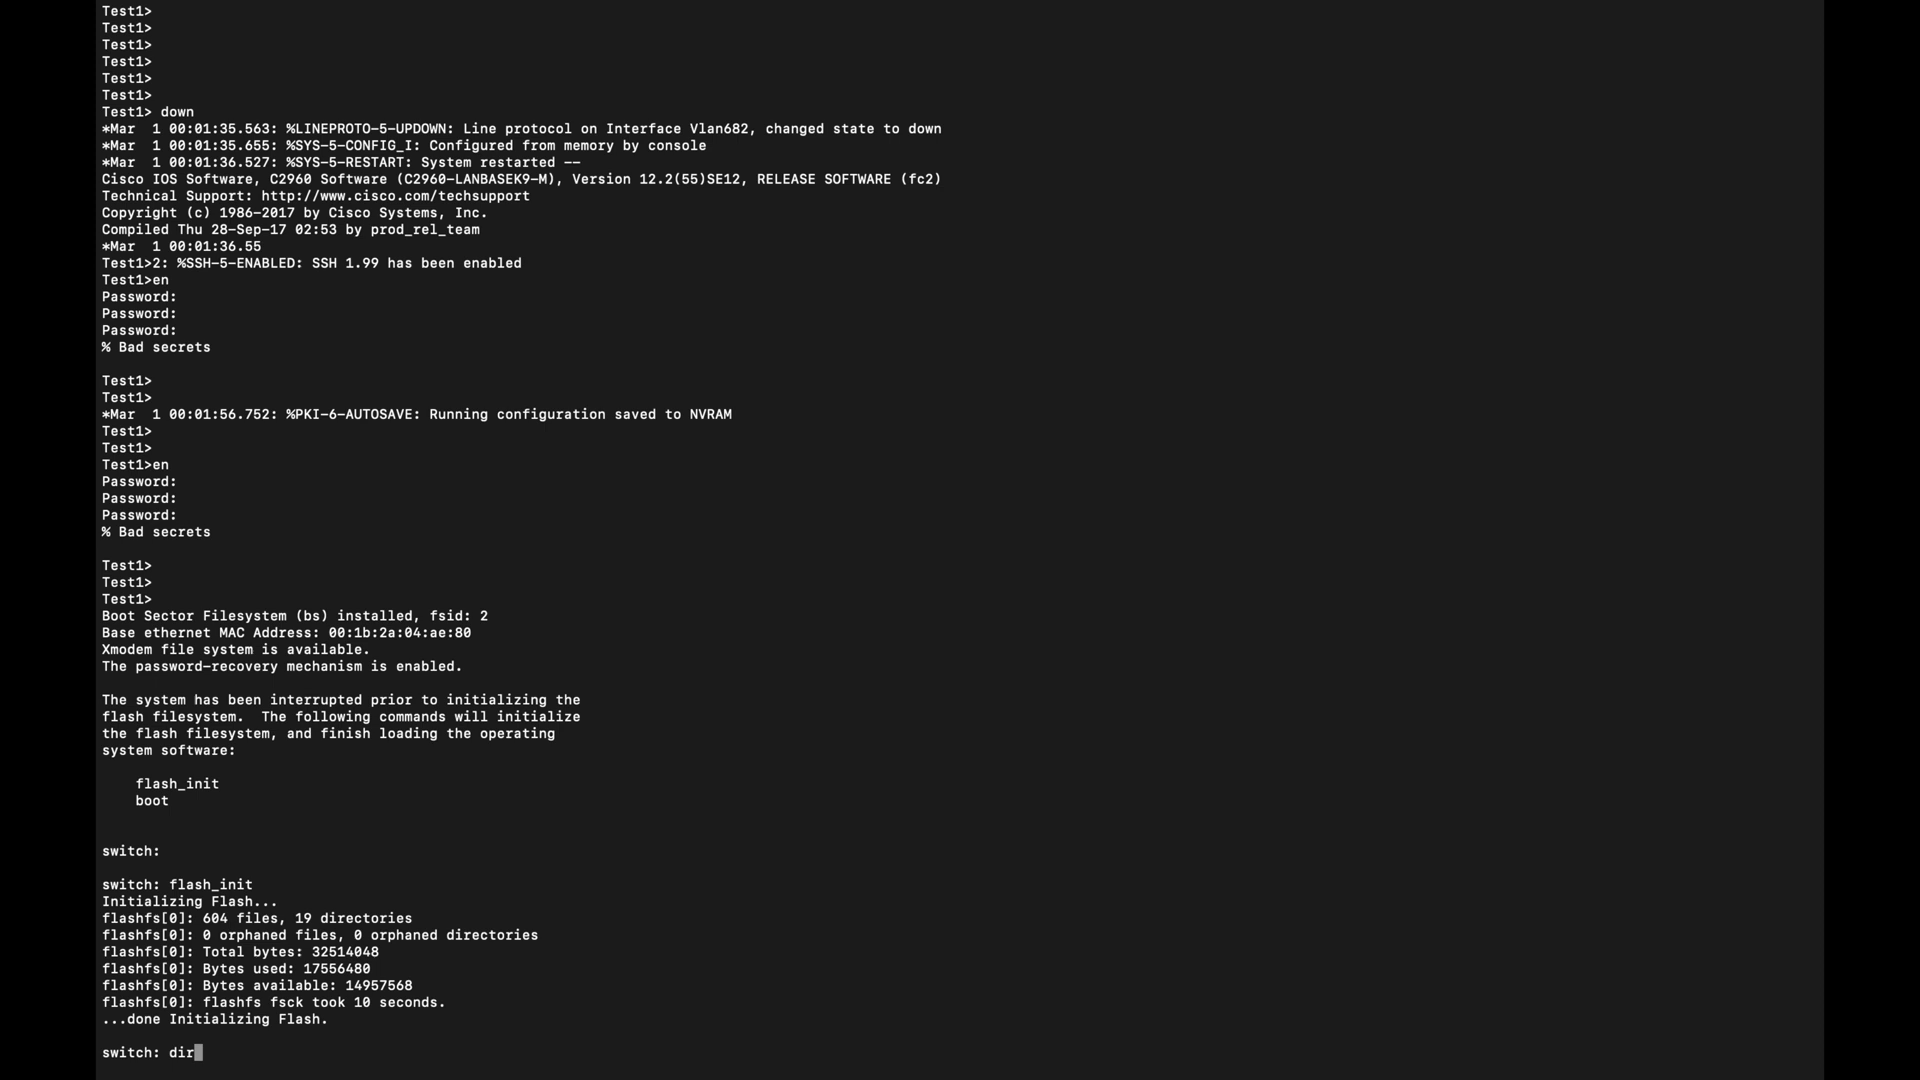 Test1>
Test1>
Test1>
Test1>
Test1>
Test1>
Test1> down
*Mar  1 00:01:35.563: %LINEPROTO-5-UPDOWN: Line protocol on Interface Vlan682, changed state to down
*Mar  1 00:01:35.655: %SYS-5-CONFIG_I: Configured from memory by console
*Mar  1 00:01:36.527: %SYS-5-RESTART: System restarted --
Cisco IOS Software, C2960 Software (C2960-LANBASEK9-M), Version 12.2(55)SE12, RELEASE SOFTWARE (fc2)
Technical Support: http://www.cisco.com/techsupport
Copyright (c) 1986-2017 by Cisco Systems, Inc.
Compiled Thu 28-Sep-17 02:53 by prod_rel_team
*Mar  1 00:01:36.55
Test1>2: %SSH-5-ENABLED: SSH 1.99 has been enabled
Test1>en
Password:
Password:
Password:
% Bad secrets

Test1>
Test1>
*Mar  1 00:01:56.752: %PKI-6-AUTOSAVE: Running configuration saved to NVRAM
Test1>
Test1>
Test1>en
Password:
Password:
Password:
% Bad secrets

Test1>
Test1>
Test1>
Boot Sector Filesystem (bs) installed, fsid: 2
Base ethernet MAC Address: 00:1b:2a:04:ae:80
Xmodem file system is available.
The password-recovery mechanism is enabled.

The system has been interrupted prior to initializing the
flash filesystem.  The following commands will initialize
the flash filesystem, and finish loading the operating
system software:

    flash_init
    boot

switch:

switch: flash_init
Initializing Flash...
flashfs[0]: 604 files, 19 directories
flashfs[0]: 0 orphaned files, 0 orphaned directories
flashfs[0]: Total bytes: 32514048
flashfs[0]: Bytes used: 17556480
flashfs[0]: Bytes available: 14957568
flashfs[0]: flashfs fsck took 10 seconds.
...done Initializing Flash.

switch: dir